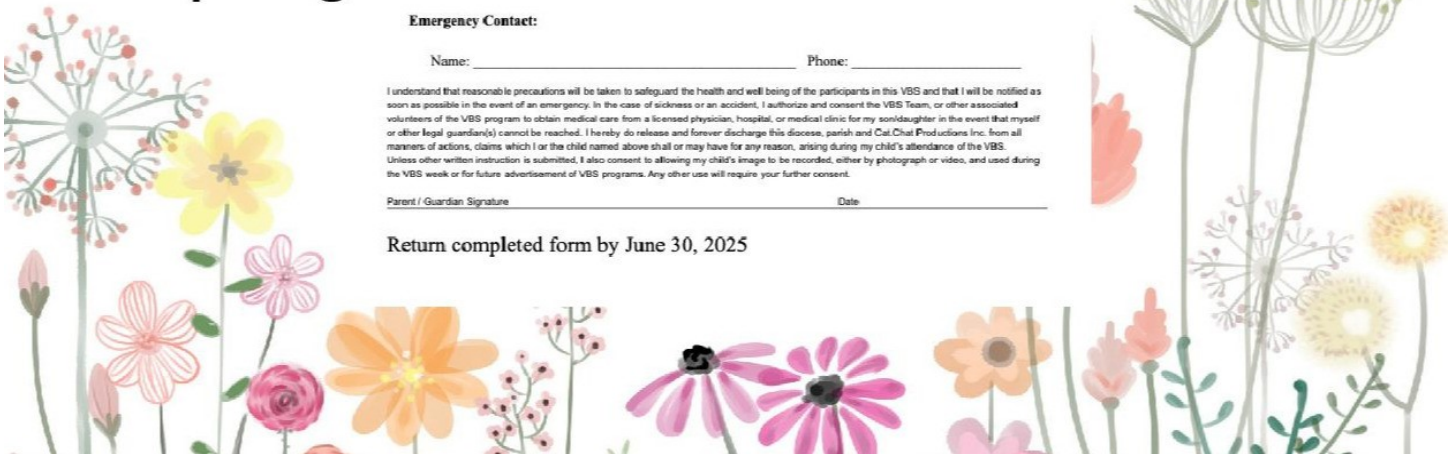 Emergency Contact:
Name: ______________________________ Phone: ________________
I understand that reasonable precautions will be taken to safeguard the health and well being of the participants in this VBS and that I will be notified as
soon as possible in the event of an emergency. In the case of sickness or an accident, I authorize and consent the VBS Team, or other associated
volunteers of the VBS program to obtain medical care from a licensed physician, hospital, or medical clinic for my son/daughter in the event that myself
or other legal guardian(s) cannot be reached. I hereby do release and forever discharge this diocese, parish and Cat.Chat Productions Inc. from all
manners of actions, claims which I or the child named above shall or may have for any reason, arising during my child's attendance of the VBS.
Unless other written instruction is submitted, I also consent to allowing my child's image to be recorded, either by photograph or video, and used during
the VBS week or for future advertisement of VBS programs. Any other use will require your further consent.
Parent / Guardian Signature Date
Return completed form by June 30, 2025